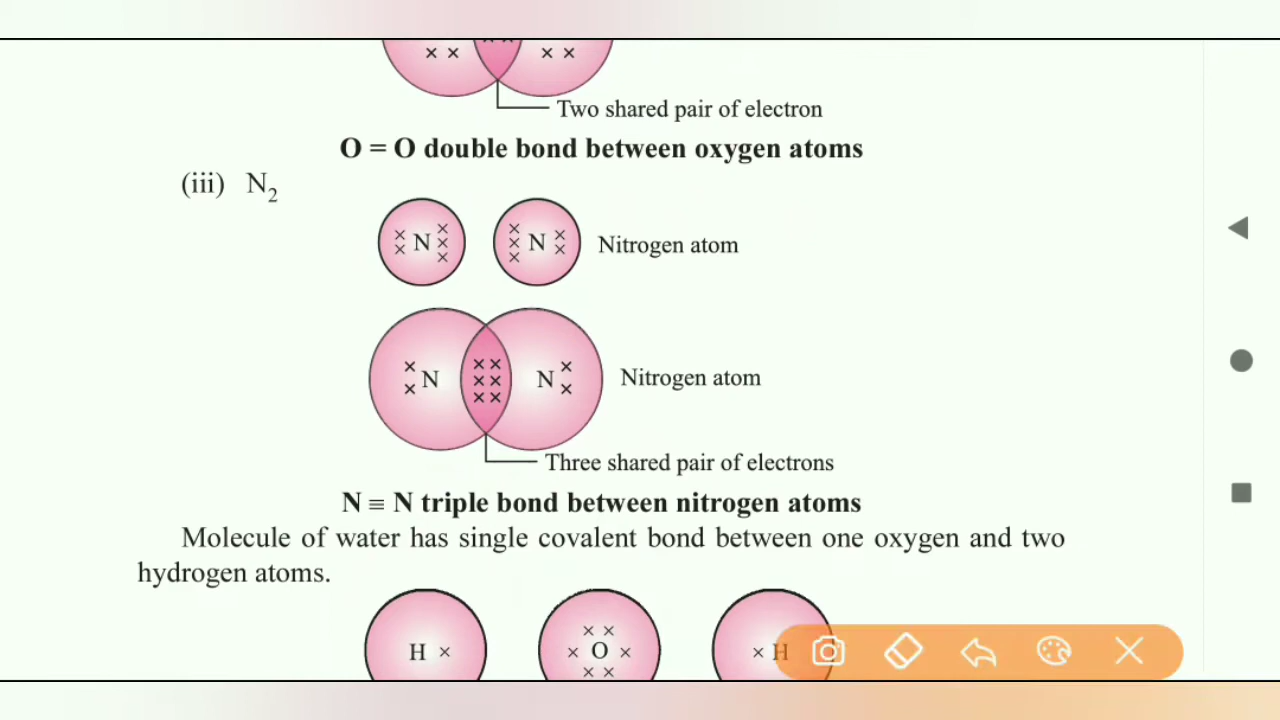 × × × ×
Two shared pair of electron
O = O double bond between oxygen atoms
(iii) N₂
× × N × × × × × × N × × Nitrogen atom
× × N × × × × × × N × × Nitrogen atom
Three shared pair of electrons
N ≡ N triple bond between nitrogen atoms
Molecule of water has single covalent bond between one oxygen and two
hydrogen atoms.
H × × × × O × × × × H